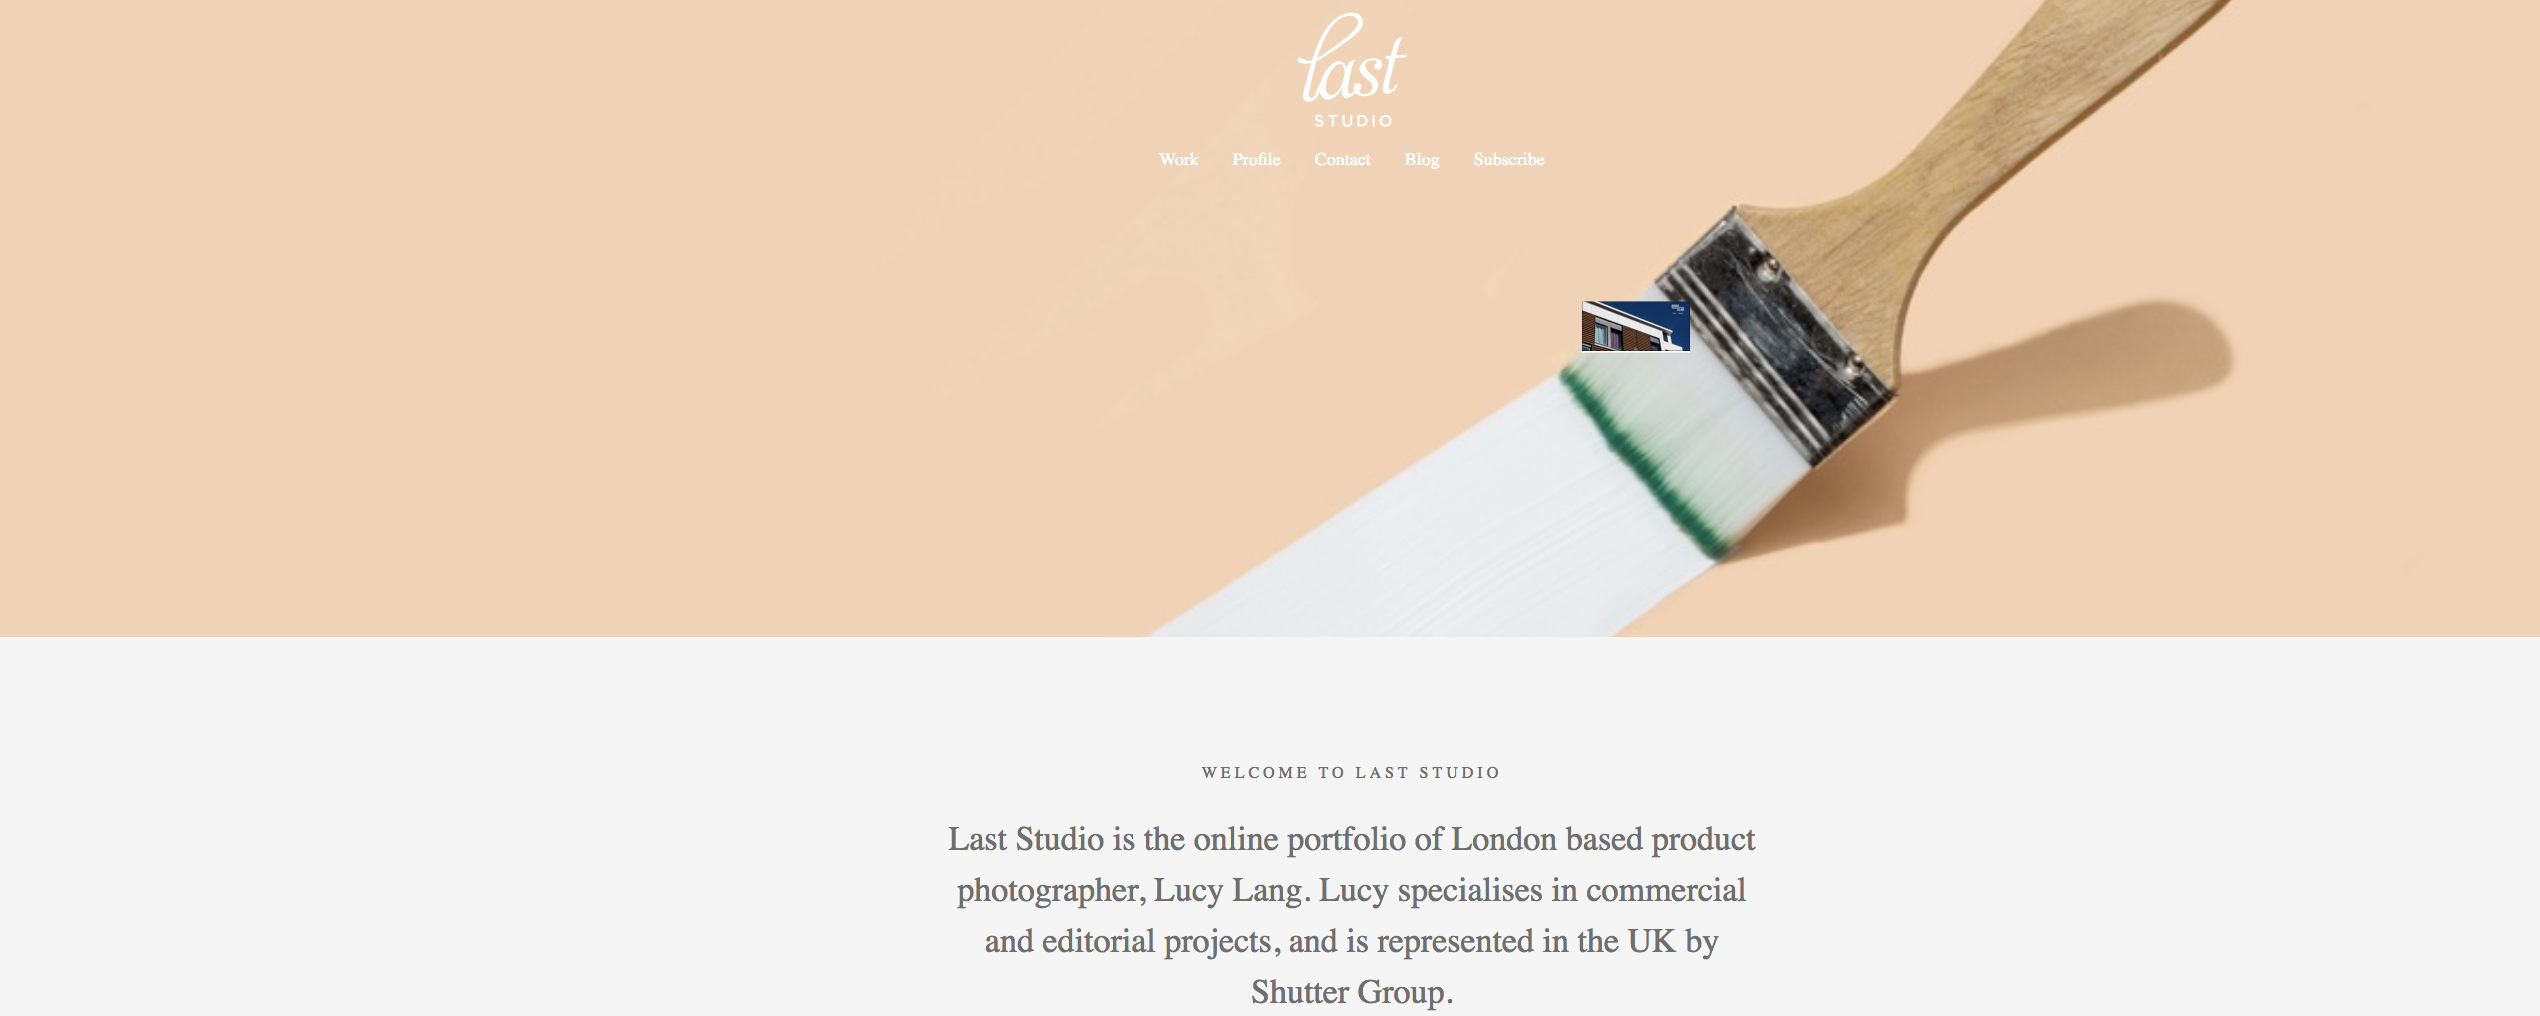 last
STUDIO
Work Profile Contact Blog Subscribe
WELCOME TO LAST STUDIO
Last Studio is the online portfolio of London based product
photographer, Lucy Lang. Lucy specialises in commercial
and editorial projects, and is represented in the UK by
Shutter Group.